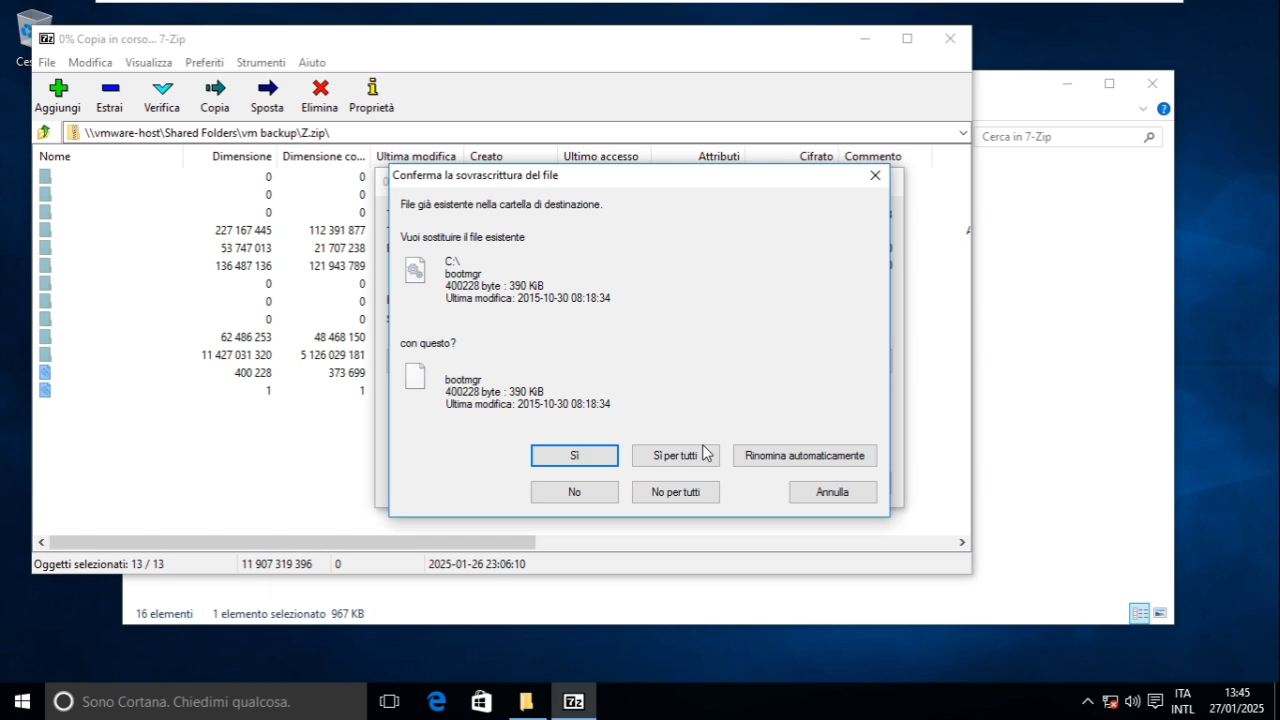 0% Copia in corso... 7-Zip
File Modifica Visualizza Preferiti Strumenti Aiuto
Aggiungi Estrai Verifica Copia Sposta Elimina Proprietà
\\vmware-host\Shared Folders\vm backup\Z.zip\
Cerca in 7-Zip
Nome Dimensione Dimensione co... Ultima modifica Creato Ultimo accesso Attributi Cifrato Commento
0 0
0 0
0 0
227 167 445 112 391 877
53 747 013 21 707 238
136 487 136 121 943 789
0 0
0 0
0 0
62 486 253 48 468 150
11 427 031 320 5 126 029 181
400 228 373 699
1 1
Conferma la sovrascrittura del file
File già esistente nella cartella di destinazione.
Vuoi sostituire il file esistente
C:\
bootmgr
400228 byte : 390 KiB
Ultima modifica: 2015-10-30 08:18:34
con questo?
bootmgr
400228 byte : 390 KiB
Ultima modifica: 2015-10-30 08:18:34
Sì Sì per tutti Rinomina automaticamente
No No per tutti Annulla
Oggetti selezionati: 13 / 13 11 907 319 396 0 2025-01-26 23:06:10
16 elementi 1 elemento selezionato 967 KB
Sono Cortana. Chiedimi qualcosa.
7z
ITA
INTL
13:45
27/01/2025